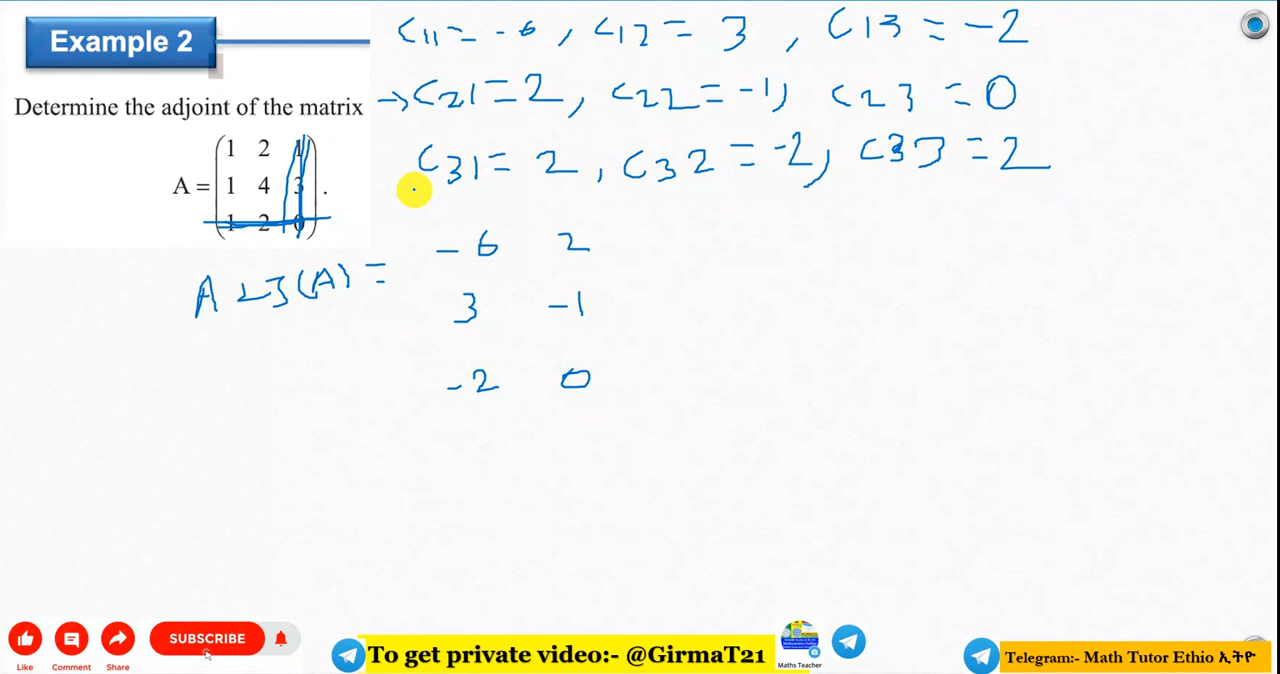 Example 2
Determine the adjoint of the matrix
1 2 1
A = 1 4 3 .
1 2 0
C11 = -6 , C12 = 3 , C13 = -2
→ C21 = 2 , C22 = -1, C23 = 0
C31 = 2 , C32 = -2, C33 = 2
-6 2
3 -1
-2 0
Adj(A) =
Like
Comment
Share
SUBSCRIBE
To get private video:- @GirmaT21
Maths Teacher
Telegram:- Math Tutor Ethio ኢትዮ